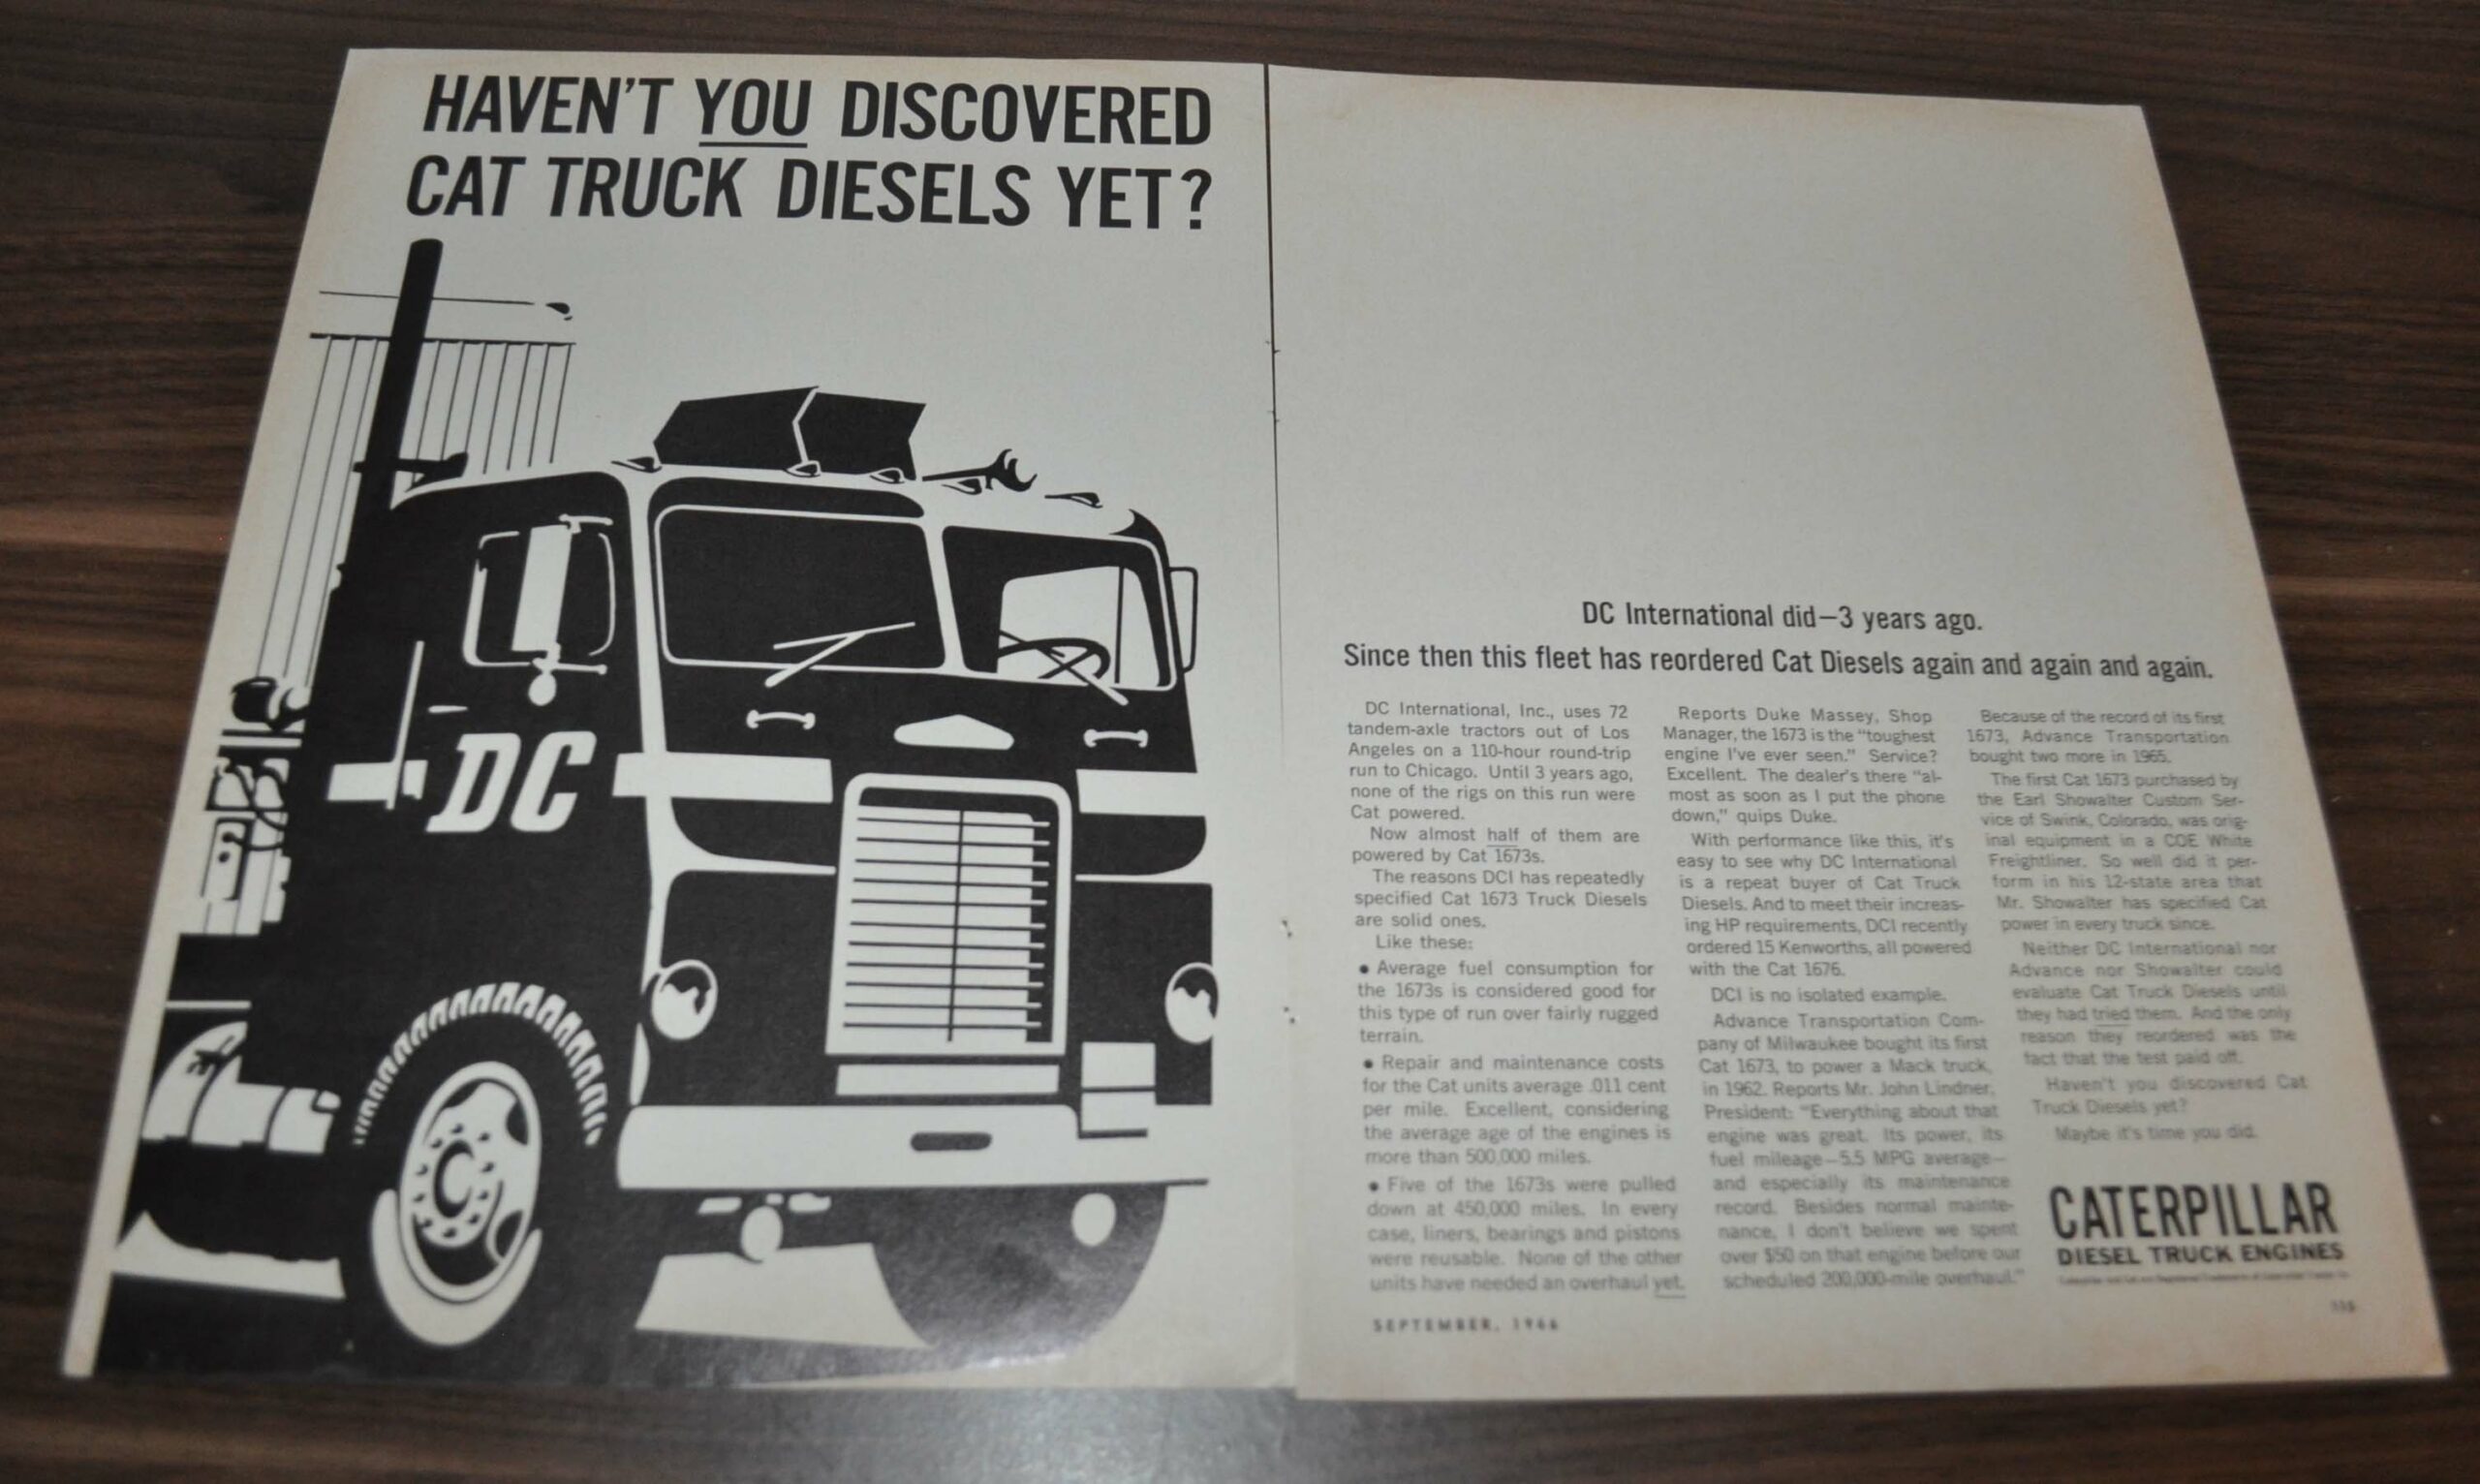 HAVEN'T YOU DISCOVERED
CAT TRUCK DIESELS YET?
DC
DC International did—3 years ago.
Since then this fleet has reordered Cat Diesels again and again and again.
DC International, Inc., uses 72
tandem-axle tractors out of Los
Angeles on a 110-hour round-trip
run to Chicago. Until 3 years ago,
none of the rigs on this run were
Cat powered.
Now almost half of them are
powered by Cat 1673s.
The reasons DCI has repeatedly
specified Cat 1673 Truck Diesels
are solid ones.
Like these:
• Average fuel consumption for
the 1673s is considered good for
this type of run over fairly rugged
terrain.
• Repair and maintenance costs
for the Cat units average .011 cent
per mile. Excellent, considering
the average age of the engines is
more than 500,000 miles.
• Five of the 1673s were pulled
down at 450,000 miles. In every
case, liners, bearings and pistons
were reusable. None of the other
units have needed an overhaul yet.
Reports Duke Massey, Shop
Manager, the 1673 is the "toughest
engine I've ever seen." Service?
Excellent. The dealer's there "al-
most as soon as I put the phone
down," quips Duke.
With performance like this, it's
easy to see why DC International
is a repeat buyer of Cat Truck
Diesels. And to meet their increas-
ing HP requirements, DCI recently
ordered 15 Kenworths, all powered
with the Cat 1676.
DCI is no isolated example.
Advance Transportation Com-
pany of Milwaukee bought its first
Cat 1673, to power a Mack truck,
in 1962. Reports Mr. John Lindner,
President: "Everything about that
engine was great. Its power, its
fuel mileage—5.5 MPG average—
and especially its maintenance
record. Besides normal mainte-
nance, I don't believe we spent
over $50 on that engine before our
scheduled 200,000-mile overhaul."
Because of the record of its first
1673, Advance Transportation
bought two more in 1965.
The first Cat 1673 purchased by
the Earl Showalter Custom Ser-
vice of Swink, Colorado, was orig-
inal equipment in a COE White
Freightliner. So well did it per-
form in his 12-state area that
Mr. Showalter has specified Cat
power in every truck since.
Neither DC International nor
Advance nor Showalter could
evaluate Cat Truck Diesels until
they had tried them. And the only
reason they reordered was the
fact that the test paid off.
Haven't you discovered Cat
Truck Diesels yet?
Maybe it's time you did.
CATERPILLAR
DIESEL TRUCK ENGINES
SEPTEMBER, 1966